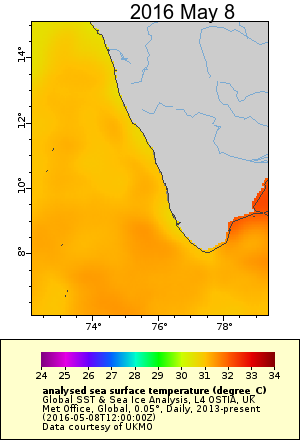 2016 May 8
14°
12°
10°
8°
74°
76°
78°
24 25 26 27 28 29 30 31 32 33 34
analysed sea surface temperature (degree_C)
Global SST & Sea Ice Analysis, L4 OSTIA, UK
Met Office, Global, 0.05°, Daily, 2013-present
(2016-05-08T12:00:00Z)
Data courtesy of UKMO